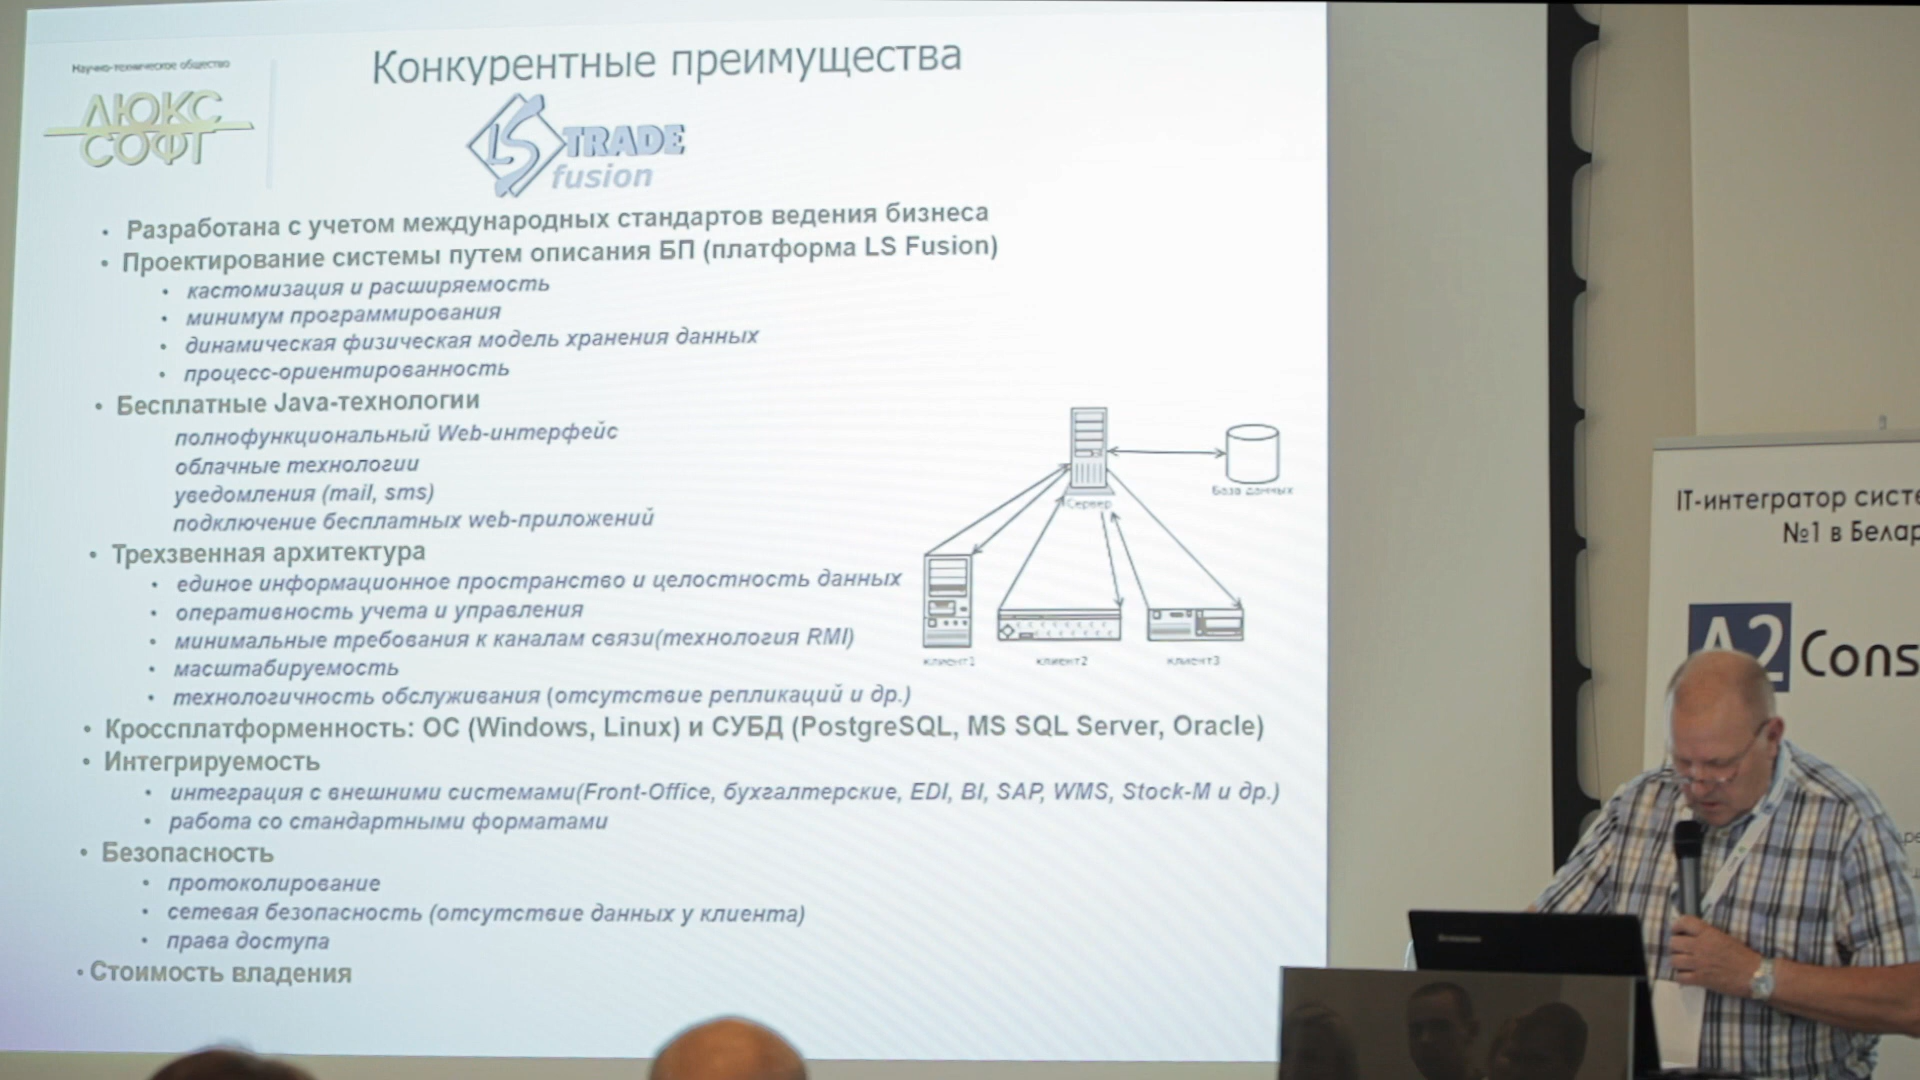 Научно-техническое общество
ЛЮКС
СОФТ
Конкурентные преимущества
LS TRADE
fusion
• Разработана с учетом международных стандартов ведения бизнеса
• Проектирование системы путем описания БП (платформа LS Fusion)
• кастомизация и расширяемость
• минимум программирования
• динамическая физическая модель хранения данных
• процесс-ориентированность
• Бесплатные Java-технологии
полнофункциональный Web-интерфейс
облачные технологии
уведомления (mail, sms)
подключение бесплатных web-приложений
• Трехзвенная архитектура
• единое информационное пространство и целостность данных
• оперативность учета и управления
• минимальные требования к каналам связи(технология RMI)
• масштабируемость
• технологичность обслуживания (отсутствие репликаций и др.)
• Кроссплатформенность: ОС (Windows, Linux) и СУБД (PostgreSQL, MS SQL Server, Oracle)
• Интегрируемость
• интеграция с внешними системами(Front-Office, бухгалтерские, EDI, BI, SAP, WMS, Stock-M и др.)
• работа со стандартными форматами
• Безопасность
• протоколирование
• сетевая безопасность (отсутствие данных у клиента)
• права доступа
• Стоимость владения
Сервер
База данных
клиент1
клиент2
клиент3
IT-интегратор систе
№1 в Белар
A2 Cons